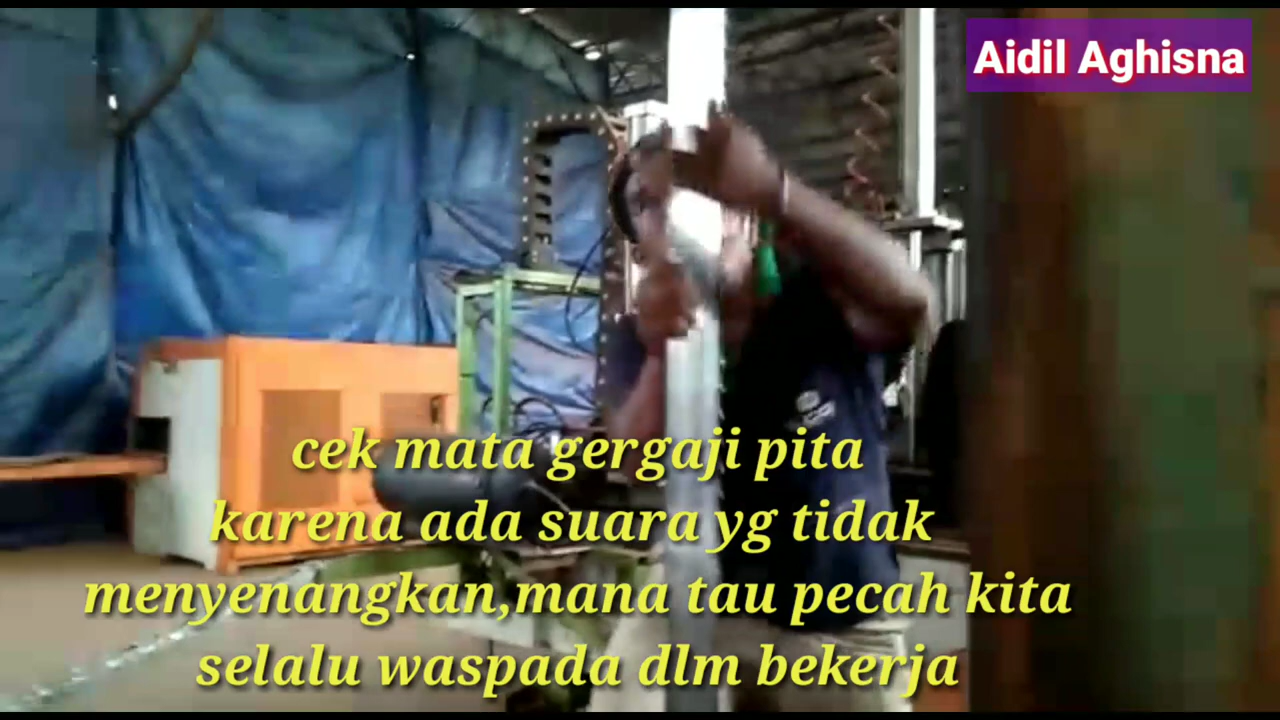 Aidil Aghisna
cek mata gergaji pita
karena ada suara yg tidak
menyenangkan,mana tau pecah kita
selalu waspada dlm bekerja